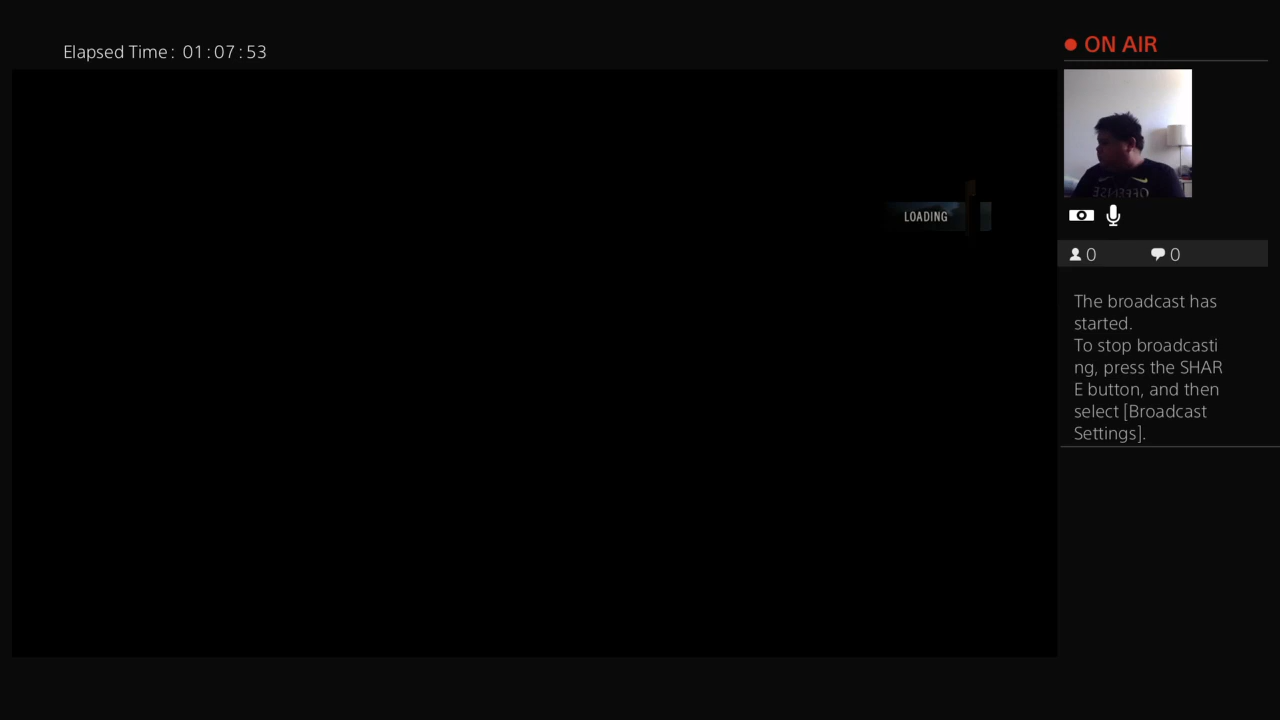 Elapsed Time: 01:07:53
ON AIR
LOADING
OFFENSE
0
0
The broadcast has
started.
To stop broadcasti
ng, press the SHAR
E button, and then
select [Broadcast
Settings].